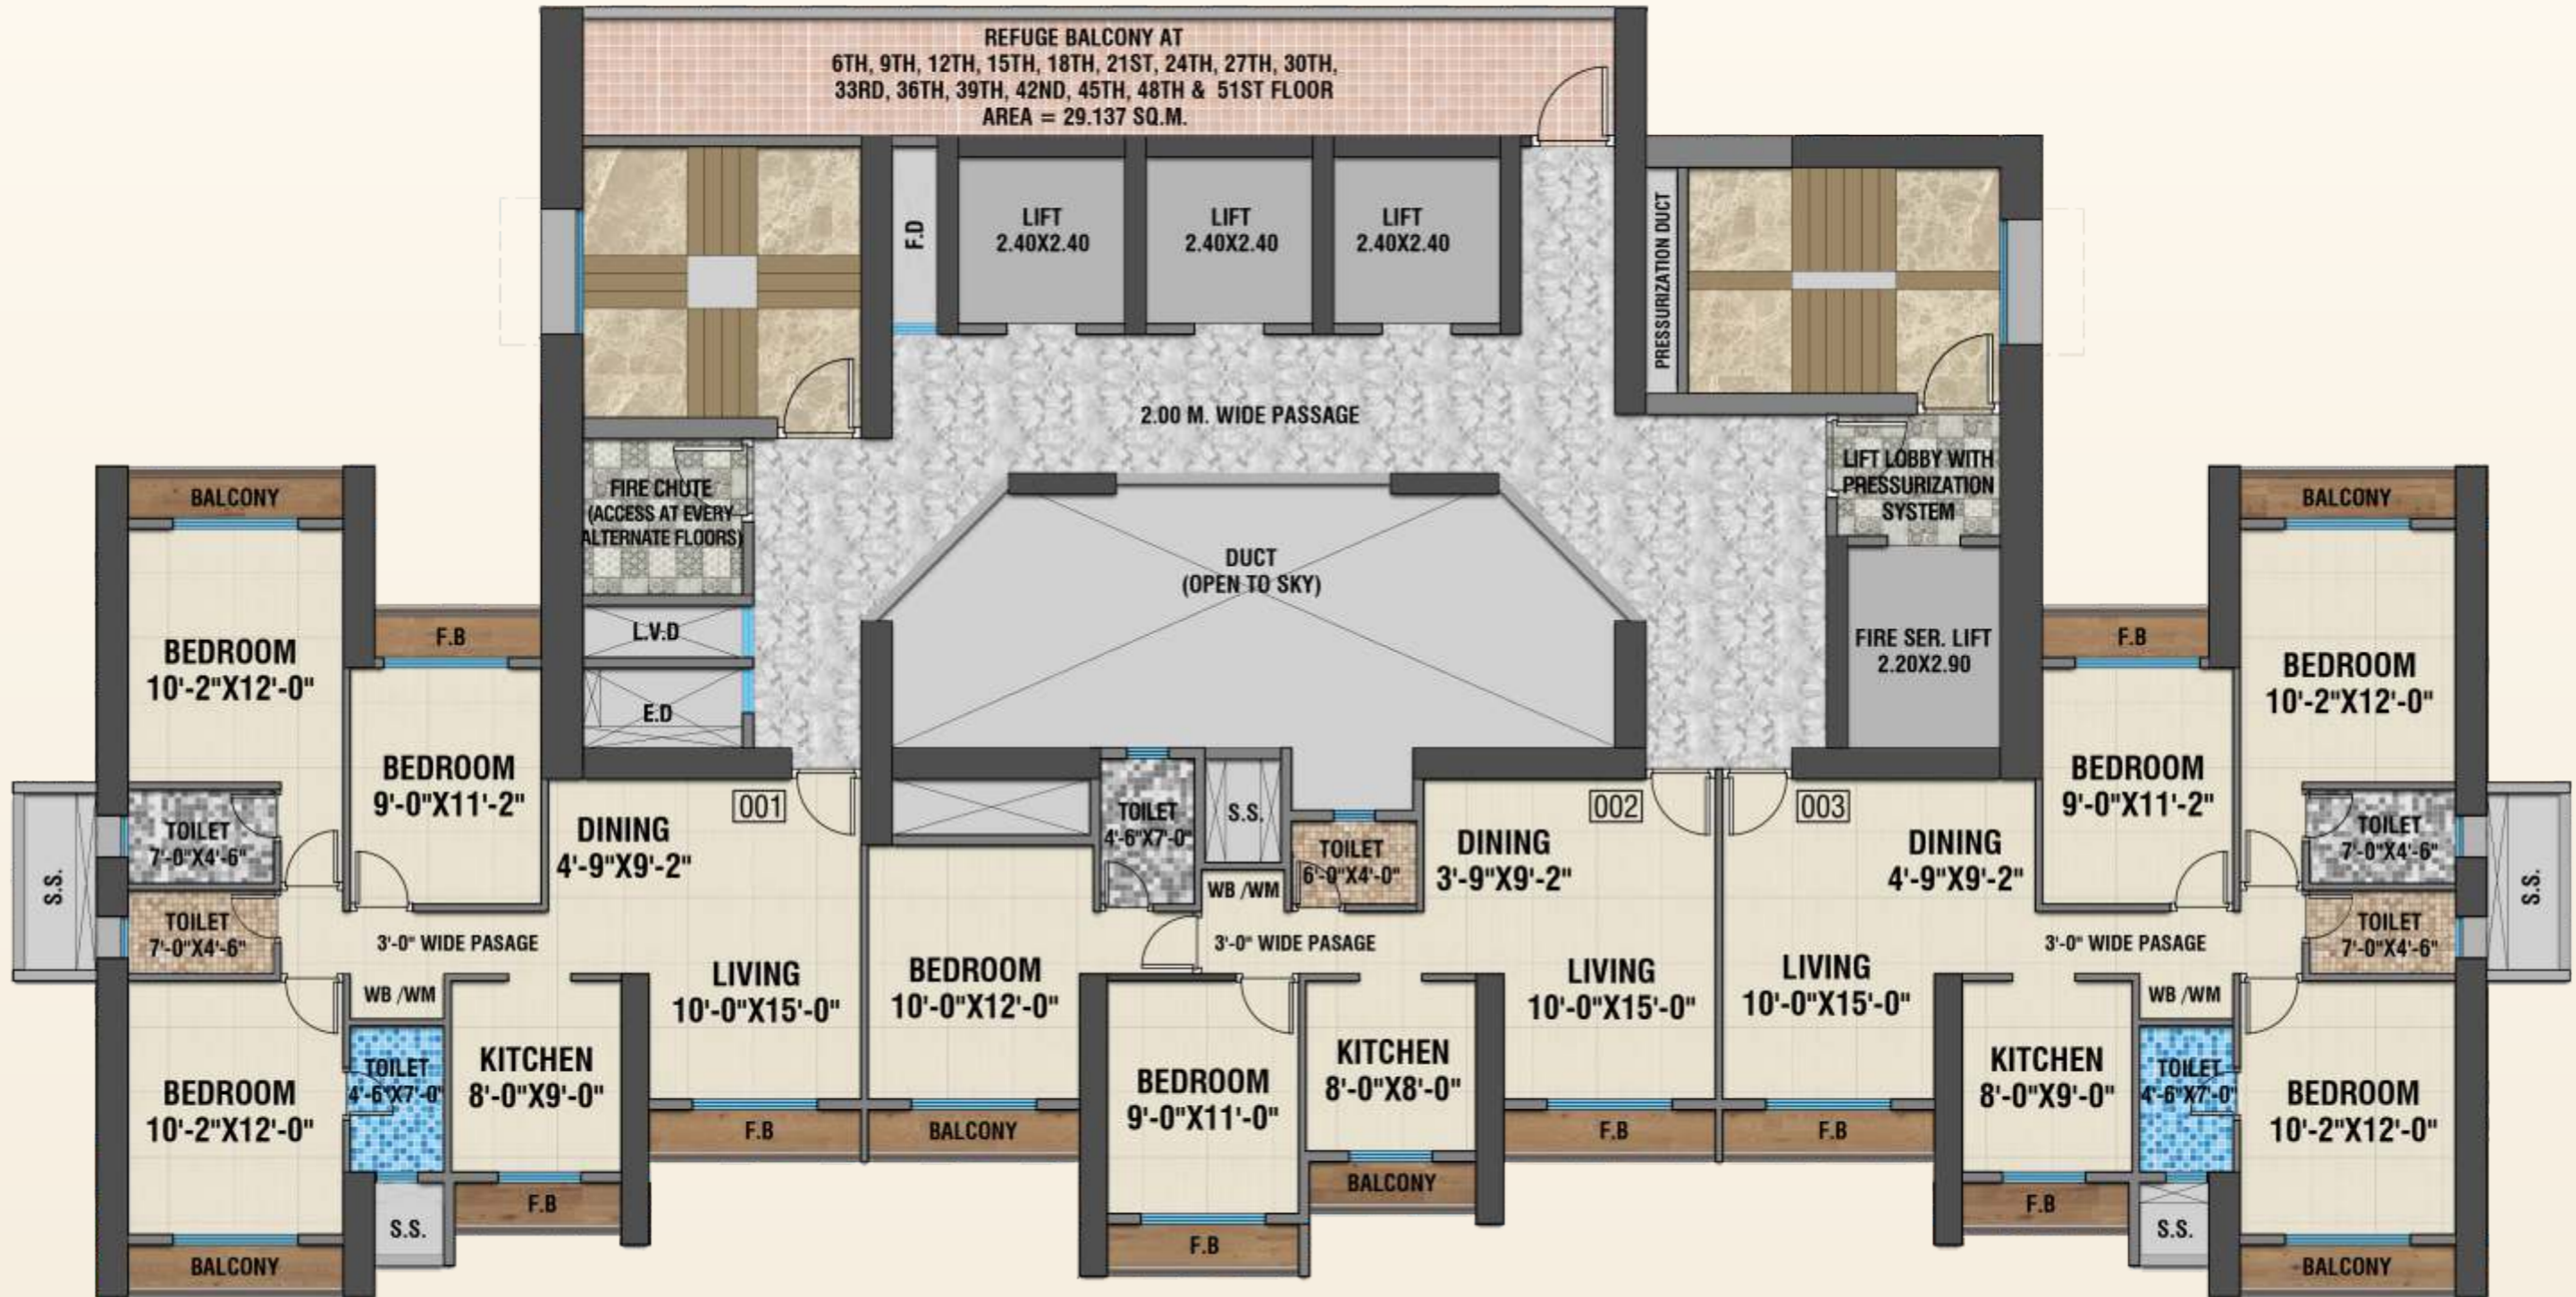 REFUGE BALCONY AT
6TH, 9TH, 12TH, 15TH, 18TH, 21ST, 24TH, 27TH, 30TH,
33RD, 36TH, 39TH, 42ND, 45TH, 48TH & 51ST FLOOR
AREA = 29.137 SQ.M.
F.D
LIFT
2.40X2.40
LIFT
2.40X2.40
LIFT
2.40X2.40
PRESSURIZATION DUCT
2.00 M. WIDE PASSAGE
FIRE CHUTE
(ACCESS AT EVERY
ALTERNATE FLOORS)
LIFT LOBBY WITH
PRESSURIZATION
SYSTEM
DUCT
(OPEN TO SKY)
L.V.D
E.D
FIRE SER. LIFT
2.20X2.90
BALCONY
BEDROOM
10'-2"X12'-0"
F.B
BEDROOM
9'-0"X11'-2"
TOILET
7'-0"X4'-6"
S.S.
TOILET
7'-0"X4'-6"
3'-0" WIDE PASAGE
DINING
4'-9"X9'-2"
001
LIVING
10'-0"X15'-0"
WB /WM
BEDROOM
10'-2"X12'-0"
TOILET
4'-6"X7'-0"
KITCHEN
8'-0"X9'-0"
F.B
F.B
S.S.
BALCONY
TOILET
4'-6"X7'-0"
S.S.
TOILET
6'-0"X4'-0"
WB /WM
3'-0" WIDE PASAGE
DINING
3'-9"X9'-2"
002
BEDROOM
10'-0"X12'-0"
BALCONY
BEDROOM
9'-0"X11'-0"
F.B
KITCHEN
8'-0"X8'-0"
BALCONY
LIVING
10'-0"X15'-0"
F.B
003
DINING
4'-9"X9'-2"
LIVING
10'-0"X15'-0"
F.B
BALCONY
BEDROOM
10'-2"X12'-0"
F.B
BEDROOM
9'-0"X11'-2"
TOILET
7'-0"X4'-6"
S.S.
TOILET
7'-0"X4'-6"
3'-0" WIDE PASAGE
WB /WM
KITCHEN
8'-0"X9'-0"
F.B
TOILET
4'-6"X7'-0"
S.S.
BEDROOM
10'-2"X12'-0"
BALCONY